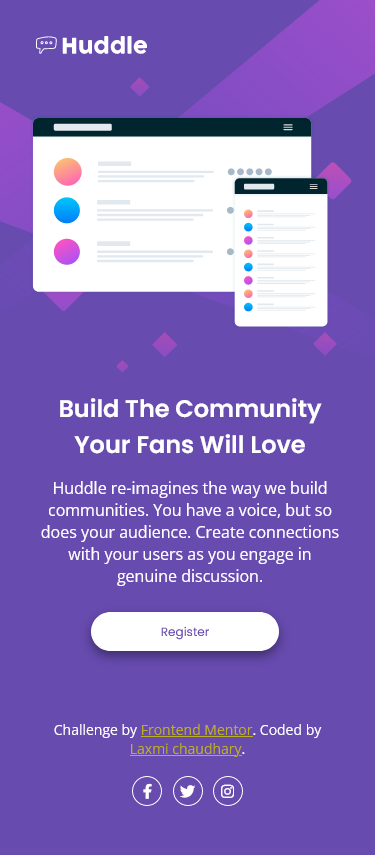 Huddle
Build The Community
Your Fans Will Love
Huddle re-imagines the way we build
communities. You have a voice, but so
does your audience. Create connections
with your users as you engage in
genuine discussion.
Register
Challenge by Frontend Mentor. Coded by
Laxmi chaudhary.